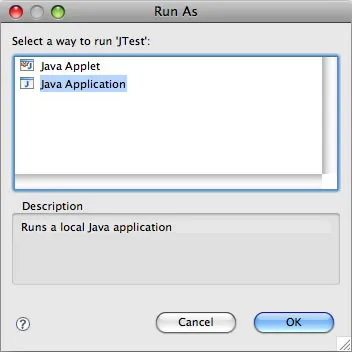 Run As
Select a way to run 'JTest':
Java Applet
Java Application
Description
Runs a local Java application
?
Cancel
OK